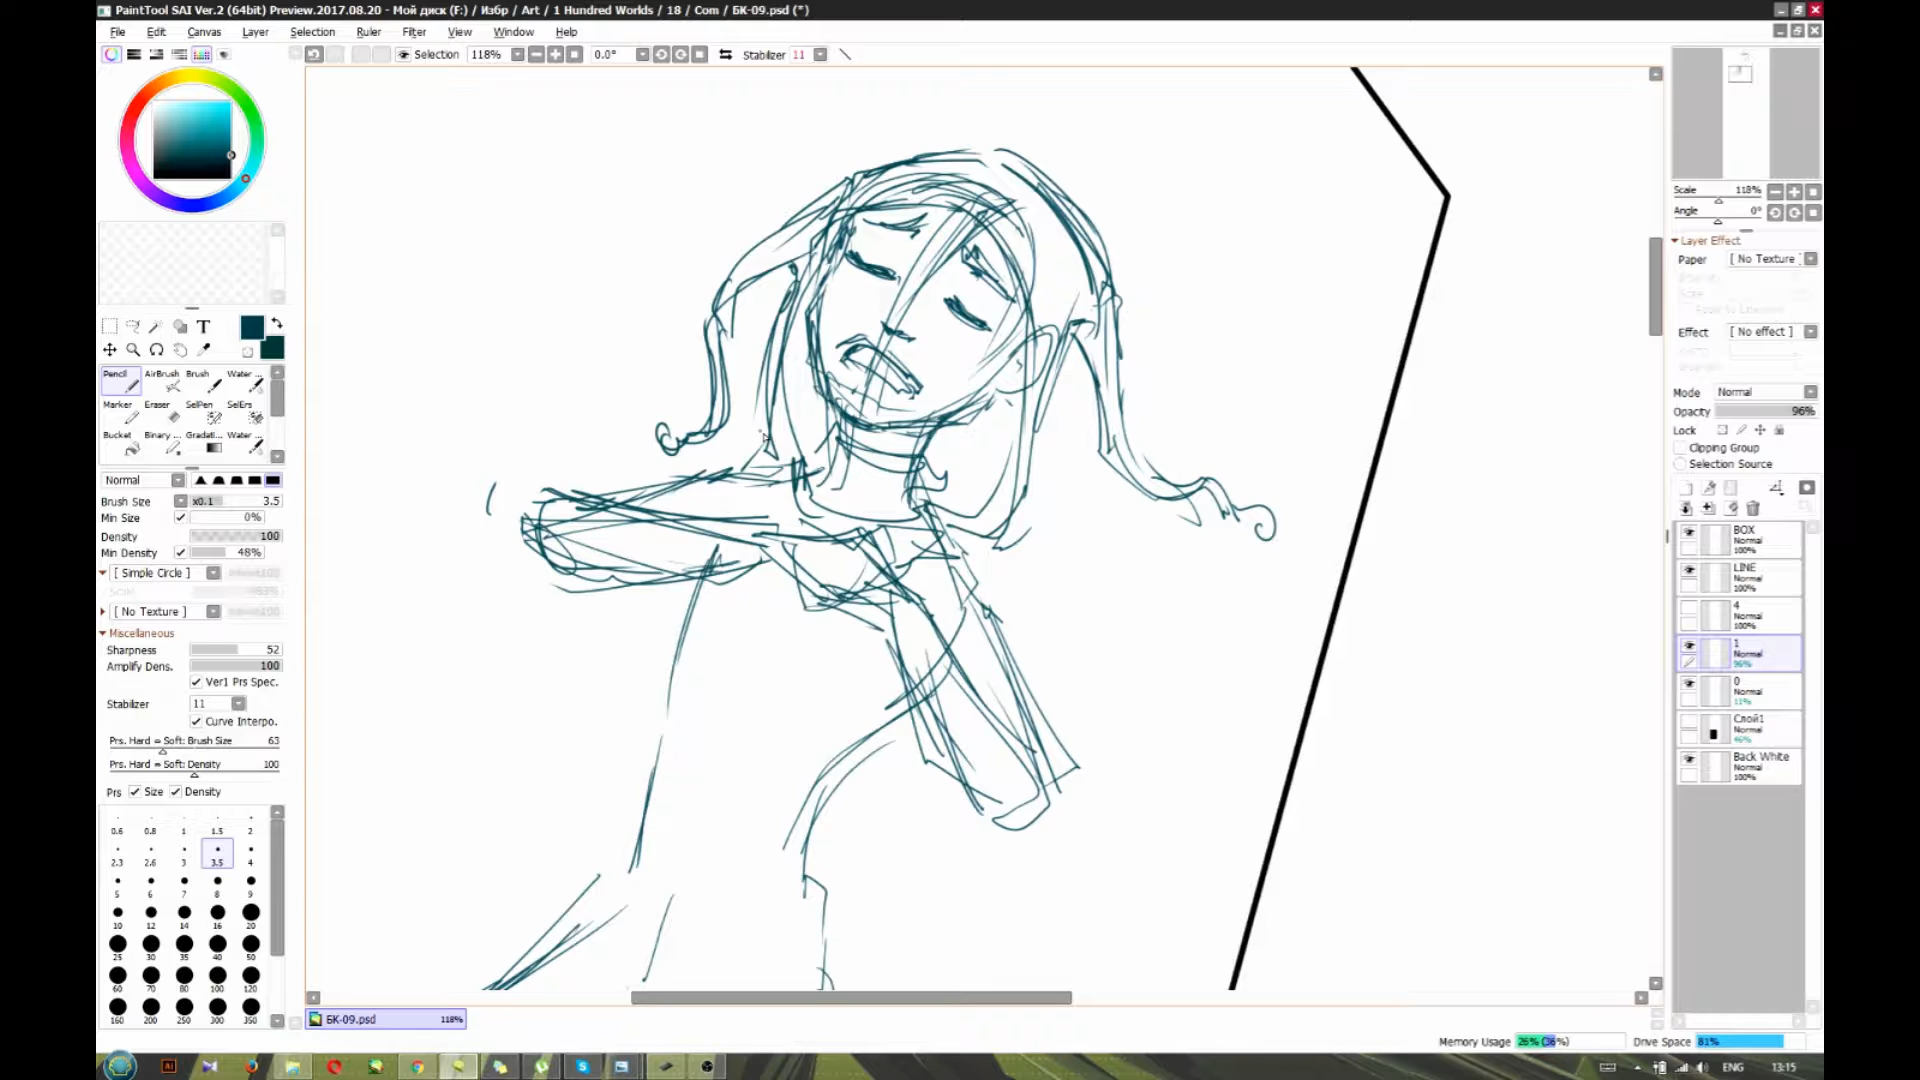 PaintTool SAI Ver.2 (64bit) Preview.2017.08.20 - Мой диск (F:) / Избр / Art / 1 Hundred Worlds / 18 / Com / БК-09.psd (*)
File Edit Canvas Layer Selection Ruler Filter View Window Help
Selection 118% 0.0° Stabilizer 11
Scale 118%
Angle 0°
Layer Effect
Paper [ No Texture ]
Effect [ No effect ]
Mode Normal
Opacity 96%
Lock
Clipping Group
Selection Source
BOX
Normal
100%
LINE
Normal
100%
4
Normal
100%
1
Normal
96%
0
Normal
11%
Слой1
Normal
46%
Back White
Normal
100%
T
Pencil AirBrush Brush Water ...
Marker Eraser SelPen SelErs
Bucket Binary ... Gradati... Water ...
Normal
Brush Size x0.1 3.5
Min Size 0%
Density 100
Min Density 48%
[ Simple Circle ]
[ No Texture ]
Miscellaneous
Sharpness 52
Amplify Dens. 100
Ver1 Prs Spec.
Stabilizer 11
Curve Interpo.
Prs. Hard = Soft: Brush Size 63
Prs. Hard = Soft: Density 100
Prs Size Density
0.6 0.8 1 1.5 2
2.3 2.6 3 3.5 4
5 6 7 8 9
10 12 14 16 20
25 30 35 40 50
60 70 80 100 120
160 200 250 300 350
БК-09.psd 118%
Memory Usage 26% (36%) Drive Space 81%
ENG 13:15